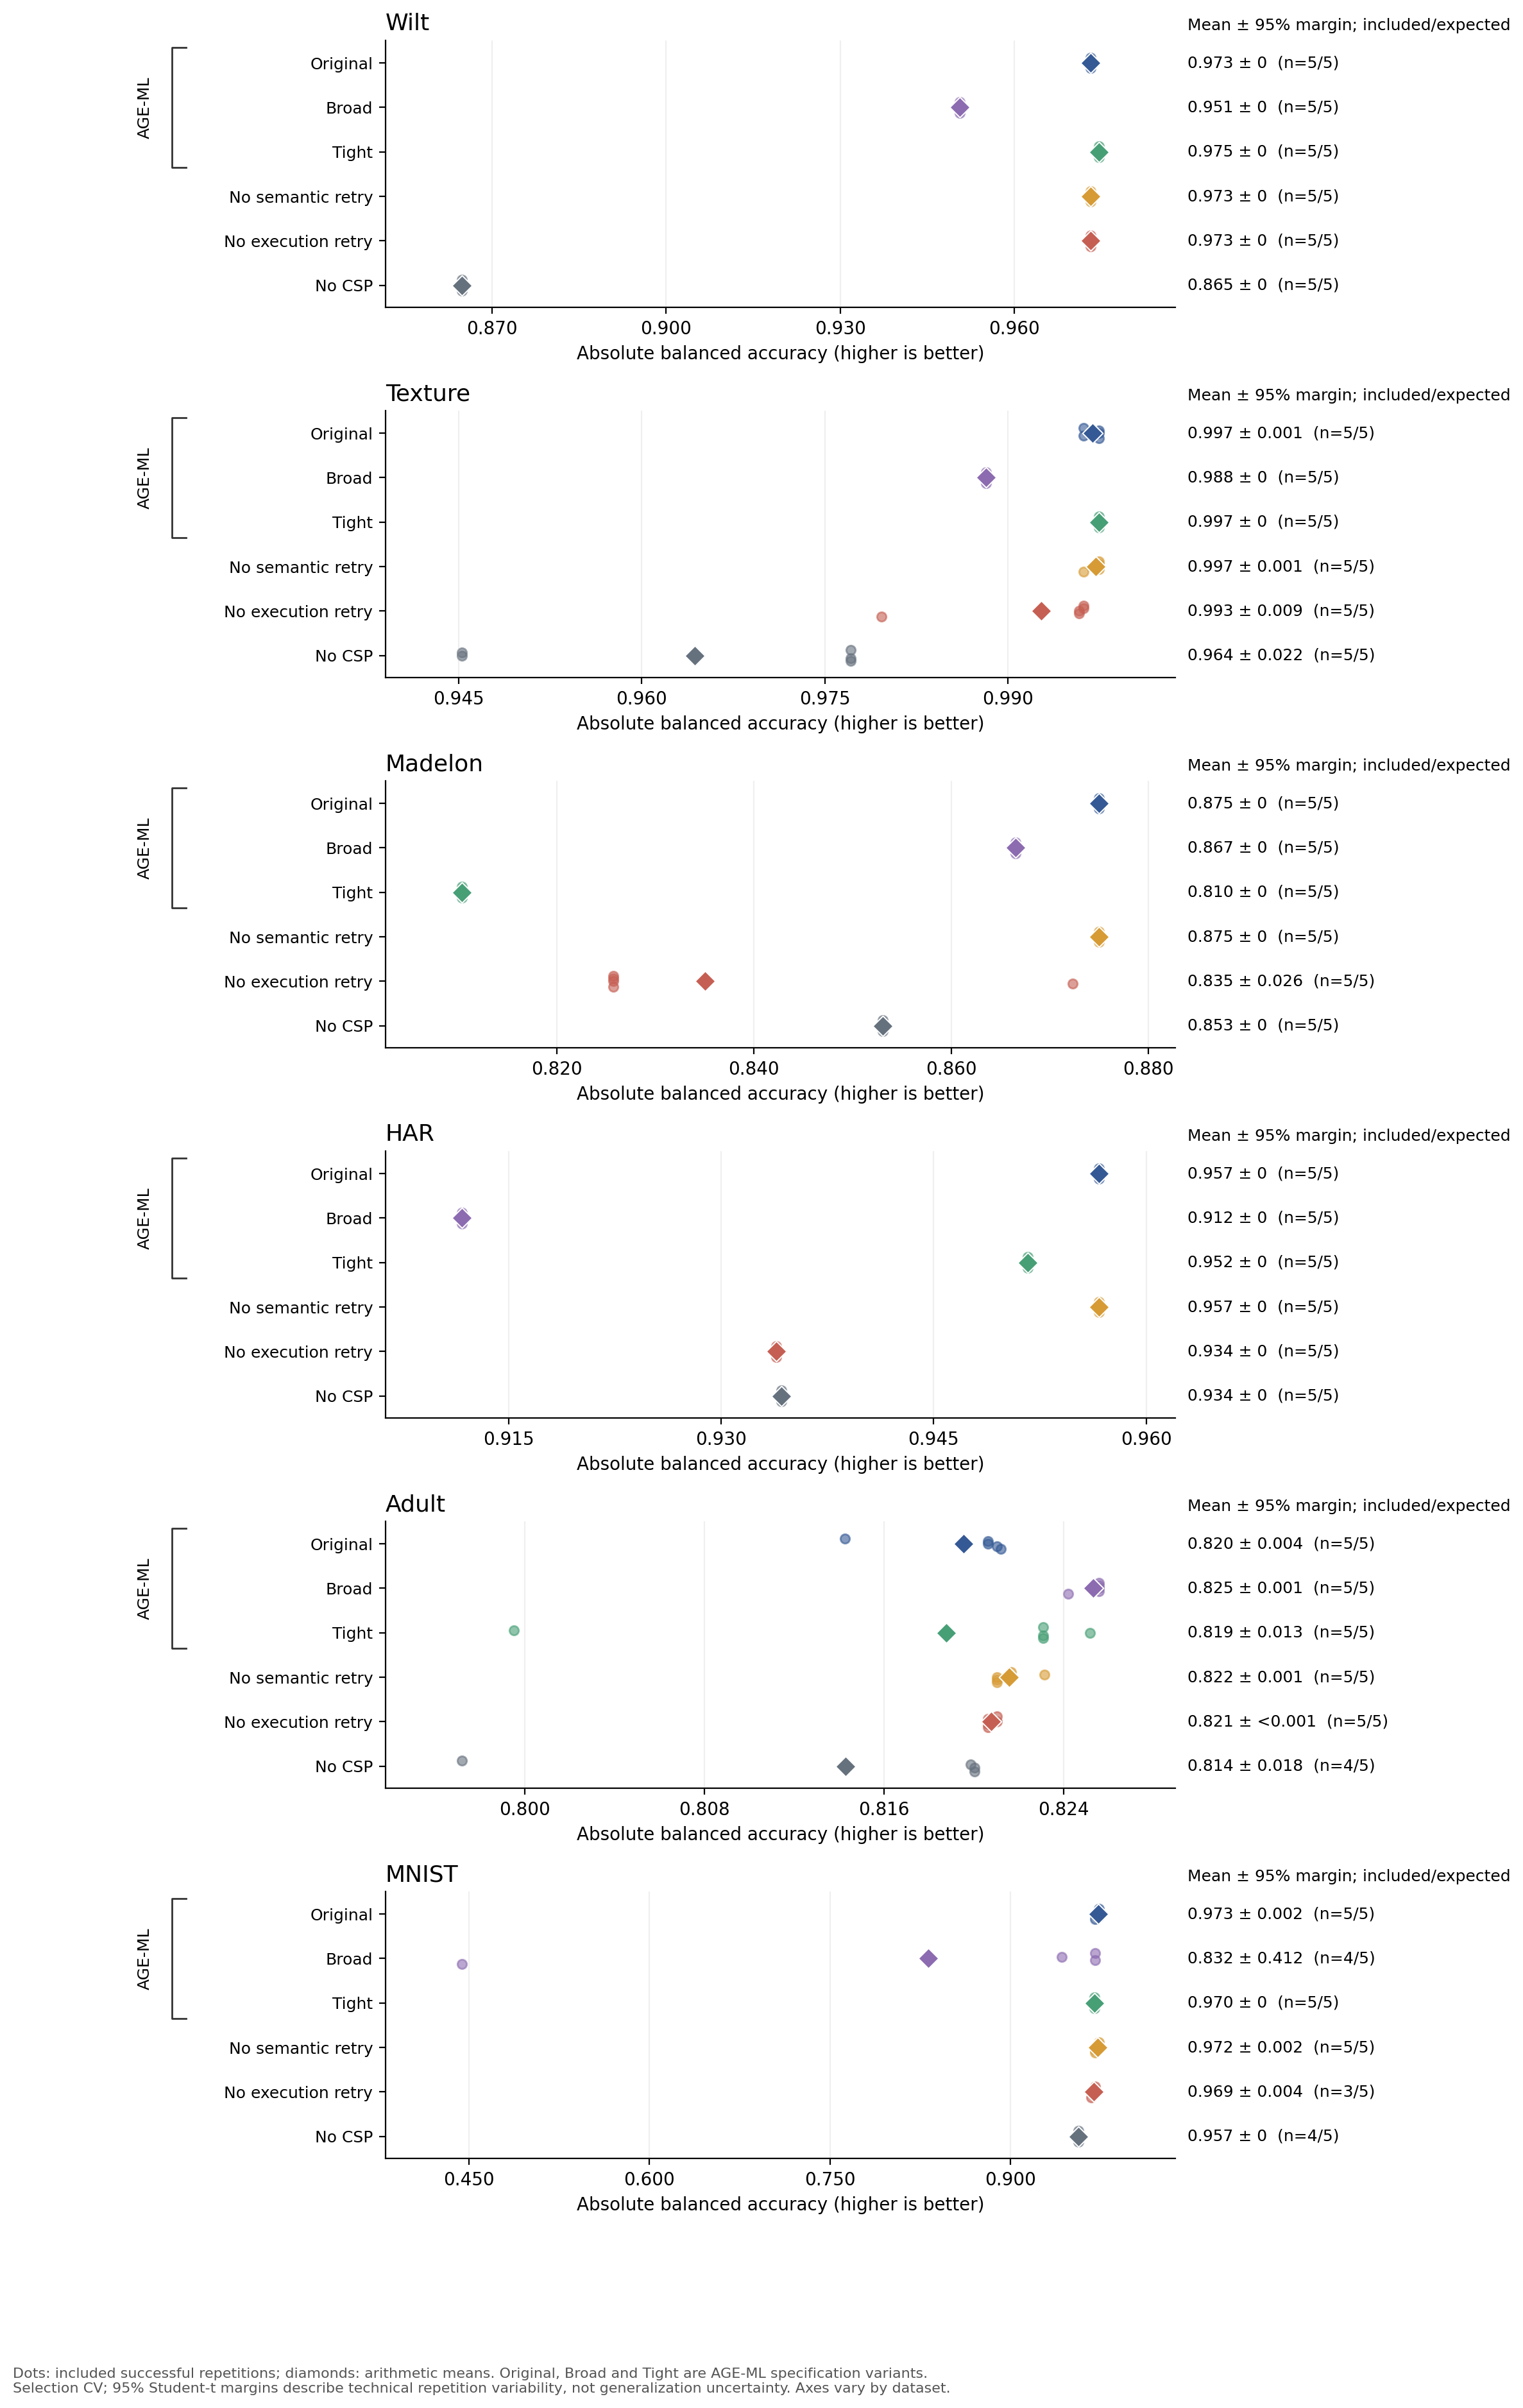 Wilt
Mean ± 95% margin; included/expected
AGE-ML
Original
0.973 ± 0 (n=5/5)
Broad
0.951 ± 0 (n=5/5)
Tight
0.975 ± 0 (n=5/5)
No semantic retry
0.973 ± 0 (n=5/5)
No execution retry
0.973 ± 0 (n=5/5)
No CSP
0.865 ± 0 (n=5/5)
0.870 0.900 0.930 0.960
Absolute balanced accuracy (higher is better)
Texture
Mean ± 95% margin; included/expected
AGE-ML
Original
0.997 ± 0.001 (n=5/5)
Broad
0.988 ± 0 (n=5/5)
Tight
0.997 ± 0 (n=5/5)
No semantic retry
0.997 ± 0.001 (n=5/5)
No execution retry
0.993 ± 0.009 (n=5/5)
No CSP
0.964 ± 0.022 (n=5/5)
0.945 0.960 0.975 0.990
Absolute balanced accuracy (higher is better)
Madelon
Mean ± 95% margin; included/expected
AGE-ML
Original
0.875 ± 0 (n=5/5)
Broad
0.867 ± 0 (n=5/5)
Tight
0.810 ± 0 (n=5/5)
No semantic retry
0.875 ± 0 (n=5/5)
No execution retry
0.835 ± 0.026 (n=5/5)
No CSP
0.853 ± 0 (n=5/5)
0.820 0.840 0.860 0.880
Absolute balanced accuracy (higher is better)
HAR
Mean ± 95% margin; included/expected
AGE-ML
Original
0.957 ± 0 (n=5/5)
Broad
0.912 ± 0 (n=5/5)
Tight
0.952 ± 0 (n=5/5)
No semantic retry
0.957 ± 0 (n=5/5)
No execution retry
0.934 ± 0 (n=5/5)
No CSP
0.934 ± 0 (n=5/5)
0.915 0.930 0.945 0.960
Absolute balanced accuracy (higher is better)
Adult
Mean ± 95% margin; included/expected
AGE-ML
Original
0.820 ± 0.004 (n=5/5)
Broad
0.825 ± 0.001 (n=5/5)
Tight
0.819 ± 0.013 (n=5/5)
No semantic retry
0.822 ± 0.001 (n=5/5)
No execution retry
0.821 ± <0.001 (n=5/5)
No CSP
0.814 ± 0.018 (n=4/5)
0.800 0.808 0.816 0.824
Absolute balanced accuracy (higher is better)
MNIST
Mean ± 95% margin; included/expected
AGE-ML
Original
0.973 ± 0.002 (n=5/5)
Broad
0.832 ± 0.412 (n=4/5)
Tight
0.970 ± 0 (n=5/5)
No semantic retry
0.972 ± 0.002 (n=5/5)
No execution retry
0.969 ± 0.004 (n=3/5)
No CSP
0.957 ± 0 (n=4/5)
0.450 0.600 0.750 0.900
Absolute balanced accuracy (higher is better)
Dots: included successful repetitions; diamonds: arithmetic means. Original, Broad and Tight are AGE-ML specification variants.
Selection CV; 95% Student-t margins describe technical repetition variability, not generalization uncertainty. Axes vary by dataset.